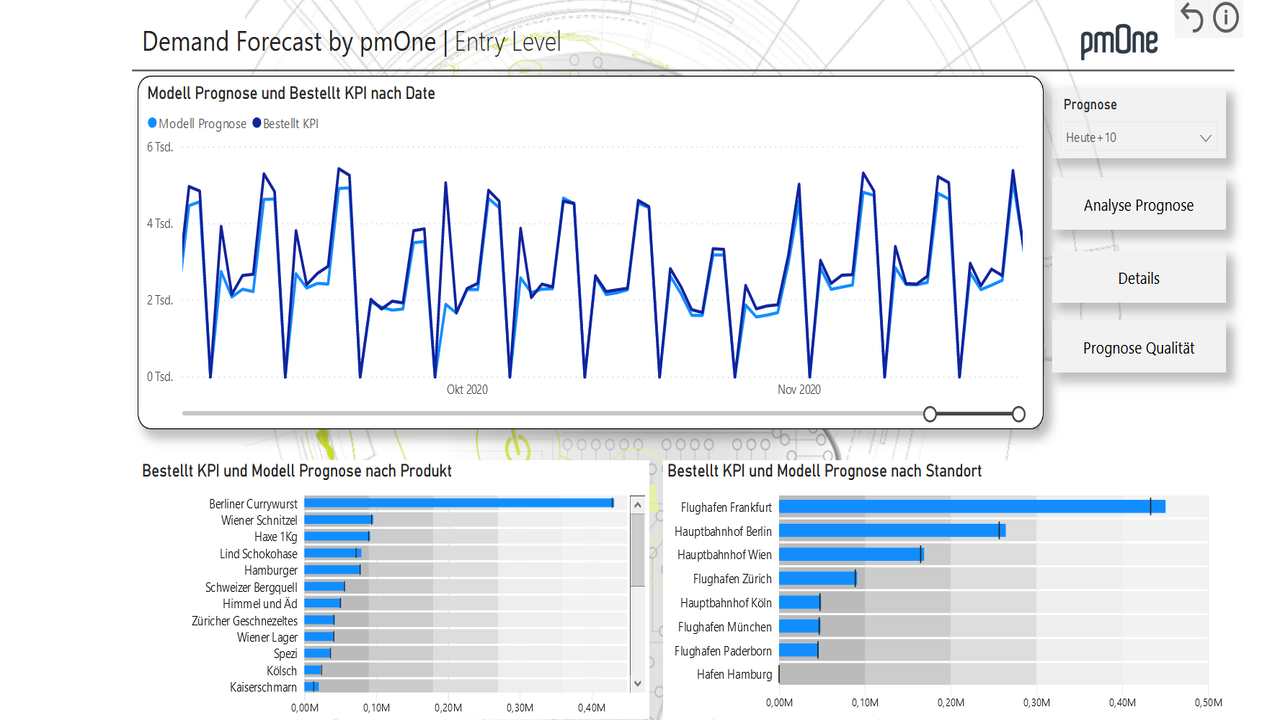 Demand Forecast by pmOne | Entry Level
pmOne
Modell Prognose und Bestellt KPI nach Date
Modell Prognose Bestellt KPI
6 Tsd.
4 Tsd.
2 Tsd.
0 Tsd.
Okt 2020 Nov 2020
Prognose
Heute+10
Analyse Prognose
Details
Prognose Qualität
Bestellt KPI und Modell Prognose nach Produkt
Berliner Currywurst
Wiener Schnitzel
Haxe 1Kg
Lind Schokohase
Hamburger
Schweizer Bergquell
Himmel und Äd
Züricher Geschnezeltes
Wiener Lager
Spezi
Kölsch
Kaiserschmarn
0,00M 0,10M 0,20M 0,30M 0,40M
Bestellt KPI und Modell Prognose nach Standort
Flughafen Frankfurt
Hauptbahnhof Berlin
Hauptbahnhof Wien
Flughafen Zürich
Hauptbahnhof Köln
Flughafen München
Flughafen Paderborn
Hafen Hamburg
0,00M 0,10M 0,20M 0,30M 0,40M 0,50M